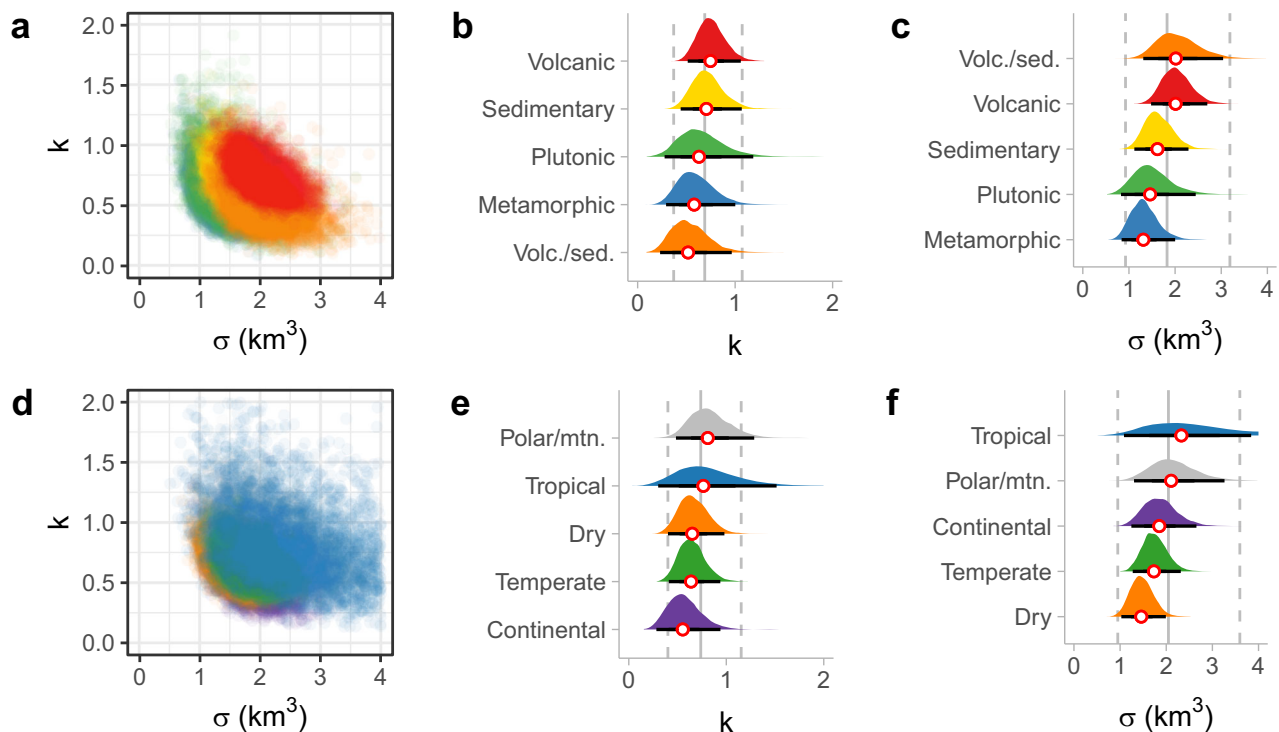 a
2.0
1.5
1.0
0.5
0.0
k
0 1 2 3 4
σ (km³)
b
Volcanic
Sedimentary
Plutonic
Metamorphic
Volc./sed.
0 1 2
k
c
Volc./sed.
Volcanic
Sedimentary
Plutonic
Metamorphic
0 1 2 3 4
σ (km³)
d
2.0
1.5
1.0
0.5
0.0
k
0 1 2 3 4
σ (km³)
e
Polar/mtn.
Tropical
Dry
Temperate
Continental
0 1 2
k
f
Tropical
Polar/mtn.
Continental
Temperate
Dry
0 1 2 3 4
σ (km³)